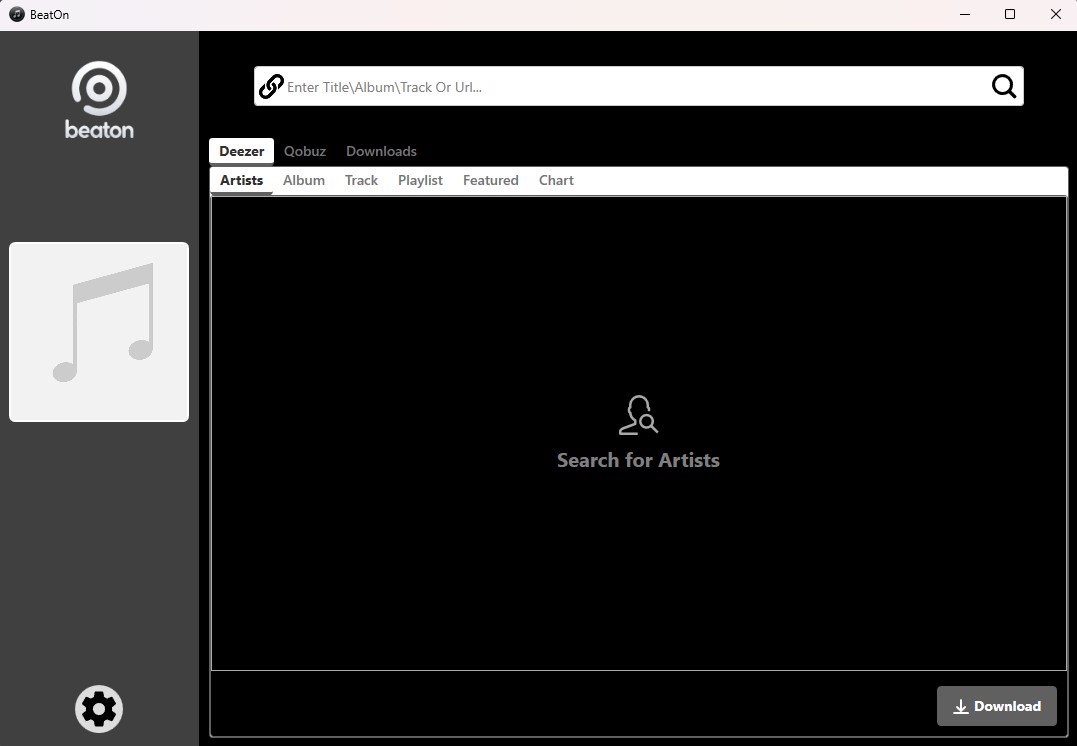 BeatOn
beaton
Enter Title\Album\Track Or Url...
Deezer Qobuz Downloads
Artists Album Track Playlist Featured Chart
Search for Artists
Download